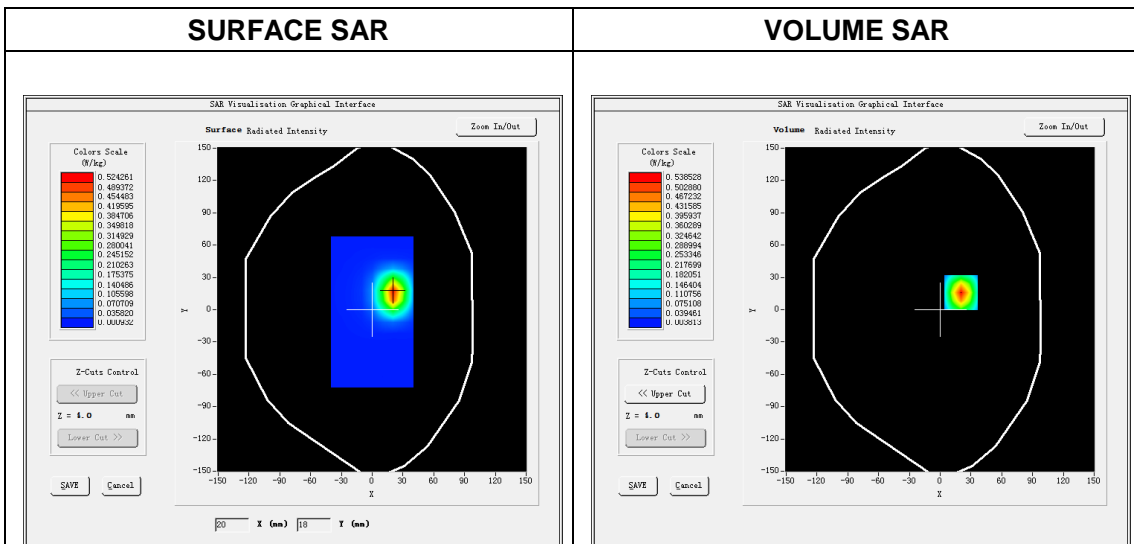 SURFACE SAR
VOLUME SAR
SAR Visualisation Graphical Interface
Surface Radiated Intensity
Zoom In/Out
Colors Scale
(W/kg)
0.524261
0.489372
0.454483
0.419595
0.384706
0.349818
0.314929
0.280041
0.245152
0.210263
0.175375
0.140486
0.105598
0.070709
0.035820
0.000932
Z-Cuts Control
<< Upper Cut
Z = 4.0 mm
Lower Cut >>
SAVE
Cancel
150
120
90
60
30
0
-30
-60
-90
-120
-150
Y
-150 -120 -90 -60 -30 0 30 60 90 120 150
X
20 X (mm) 18 Y (mm)
SAR Visualisation Graphical Interface
Volume Radiated Intensity
Zoom In/Out
Colors Scale
(W/kg)
0.538528
0.502880
0.467232
0.431585
0.395937
0.360289
0.324642
0.288994
0.253346
0.217699
0.182051
0.146404
0.110756
0.075108
0.039461
0.003813
Z-Cuts Control
<< Upper Cut
Z = 4.0 mm
Lower Cut >>
SAVE
Cancel
150
120
90
60
30
0
-30
-60
-90
-120
-150
Y
-150 -120 -90 -60 -30 0 30 60 90 120 150
X